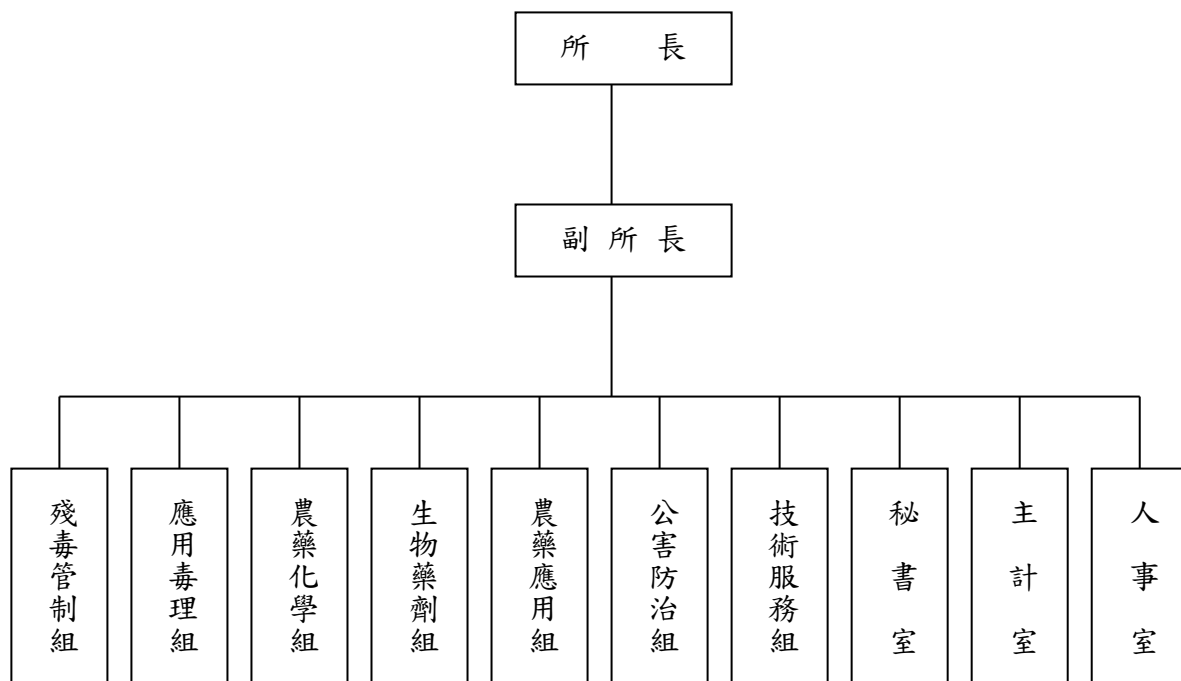 所長
副所長
殘毒管制組
應用毒理組
農藥化學組
生物藥劑組
農藥應用組
公害防治組
技術服務組
秘書室
主計室
人事室